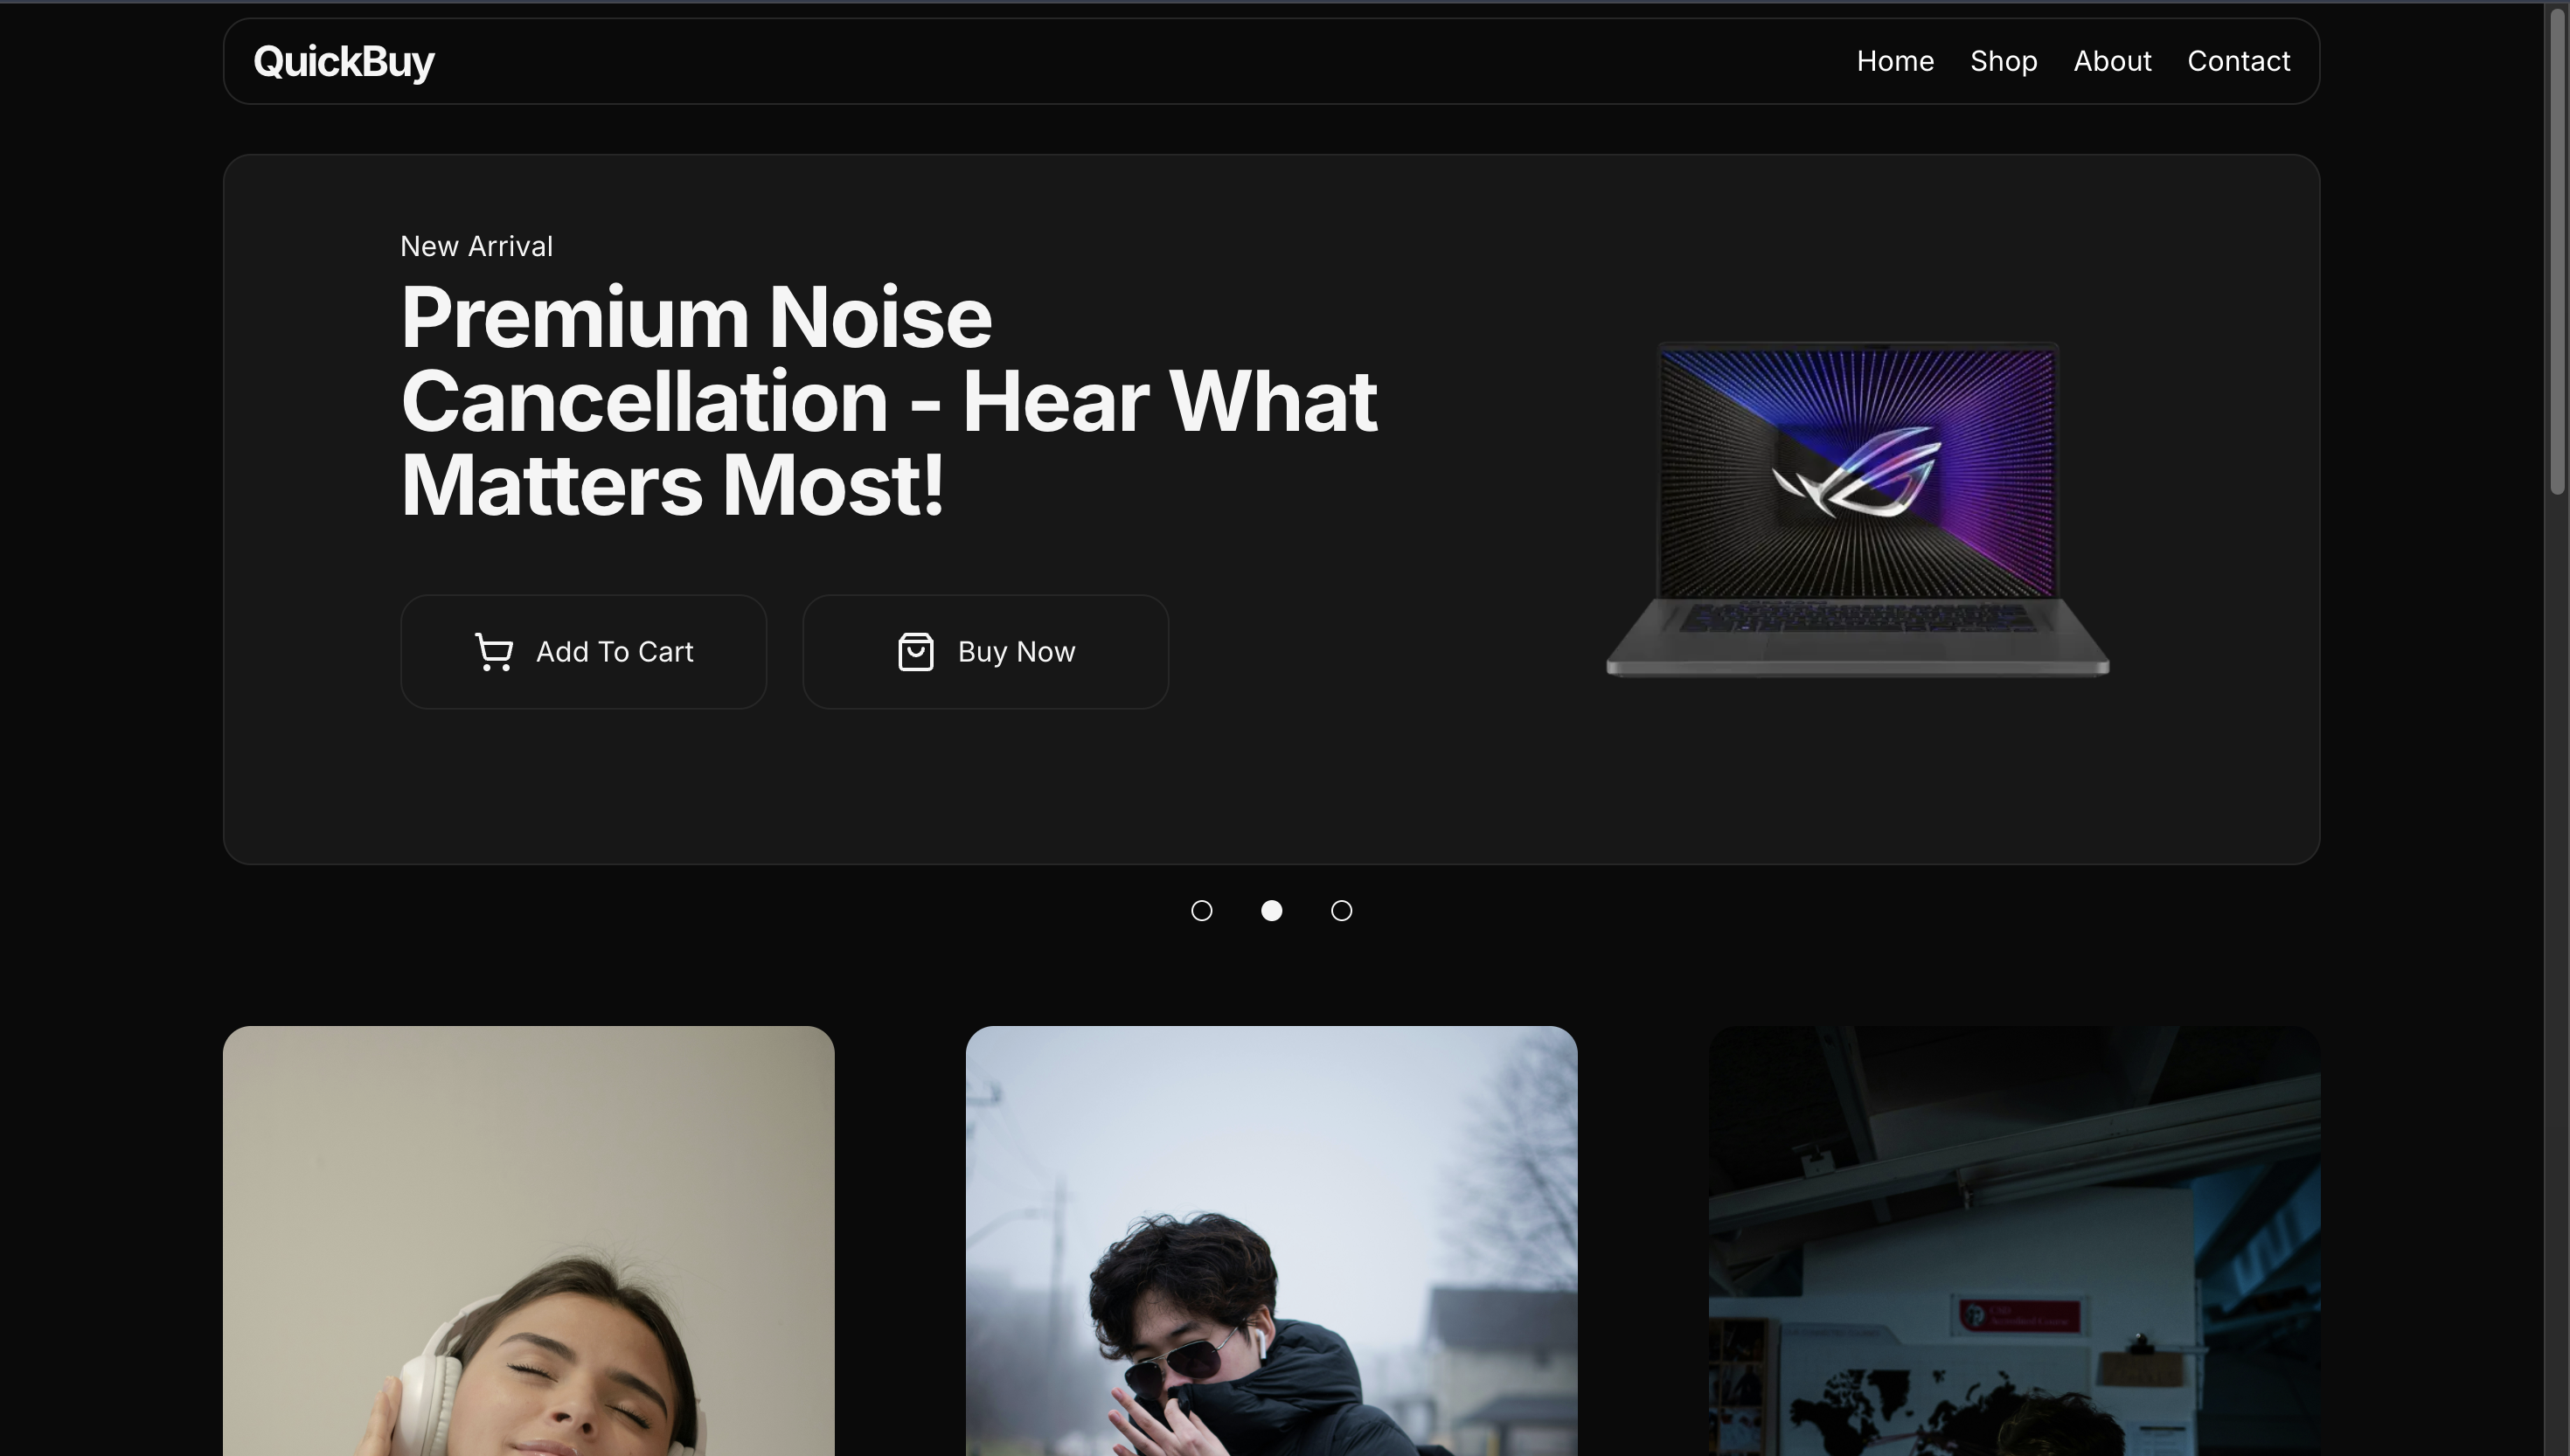 QuickBuy
Home Shop About Contact
New Arrival
Premium Noise
Cancellation - Hear What
Matters Most!
Add To Cart
Buy Now